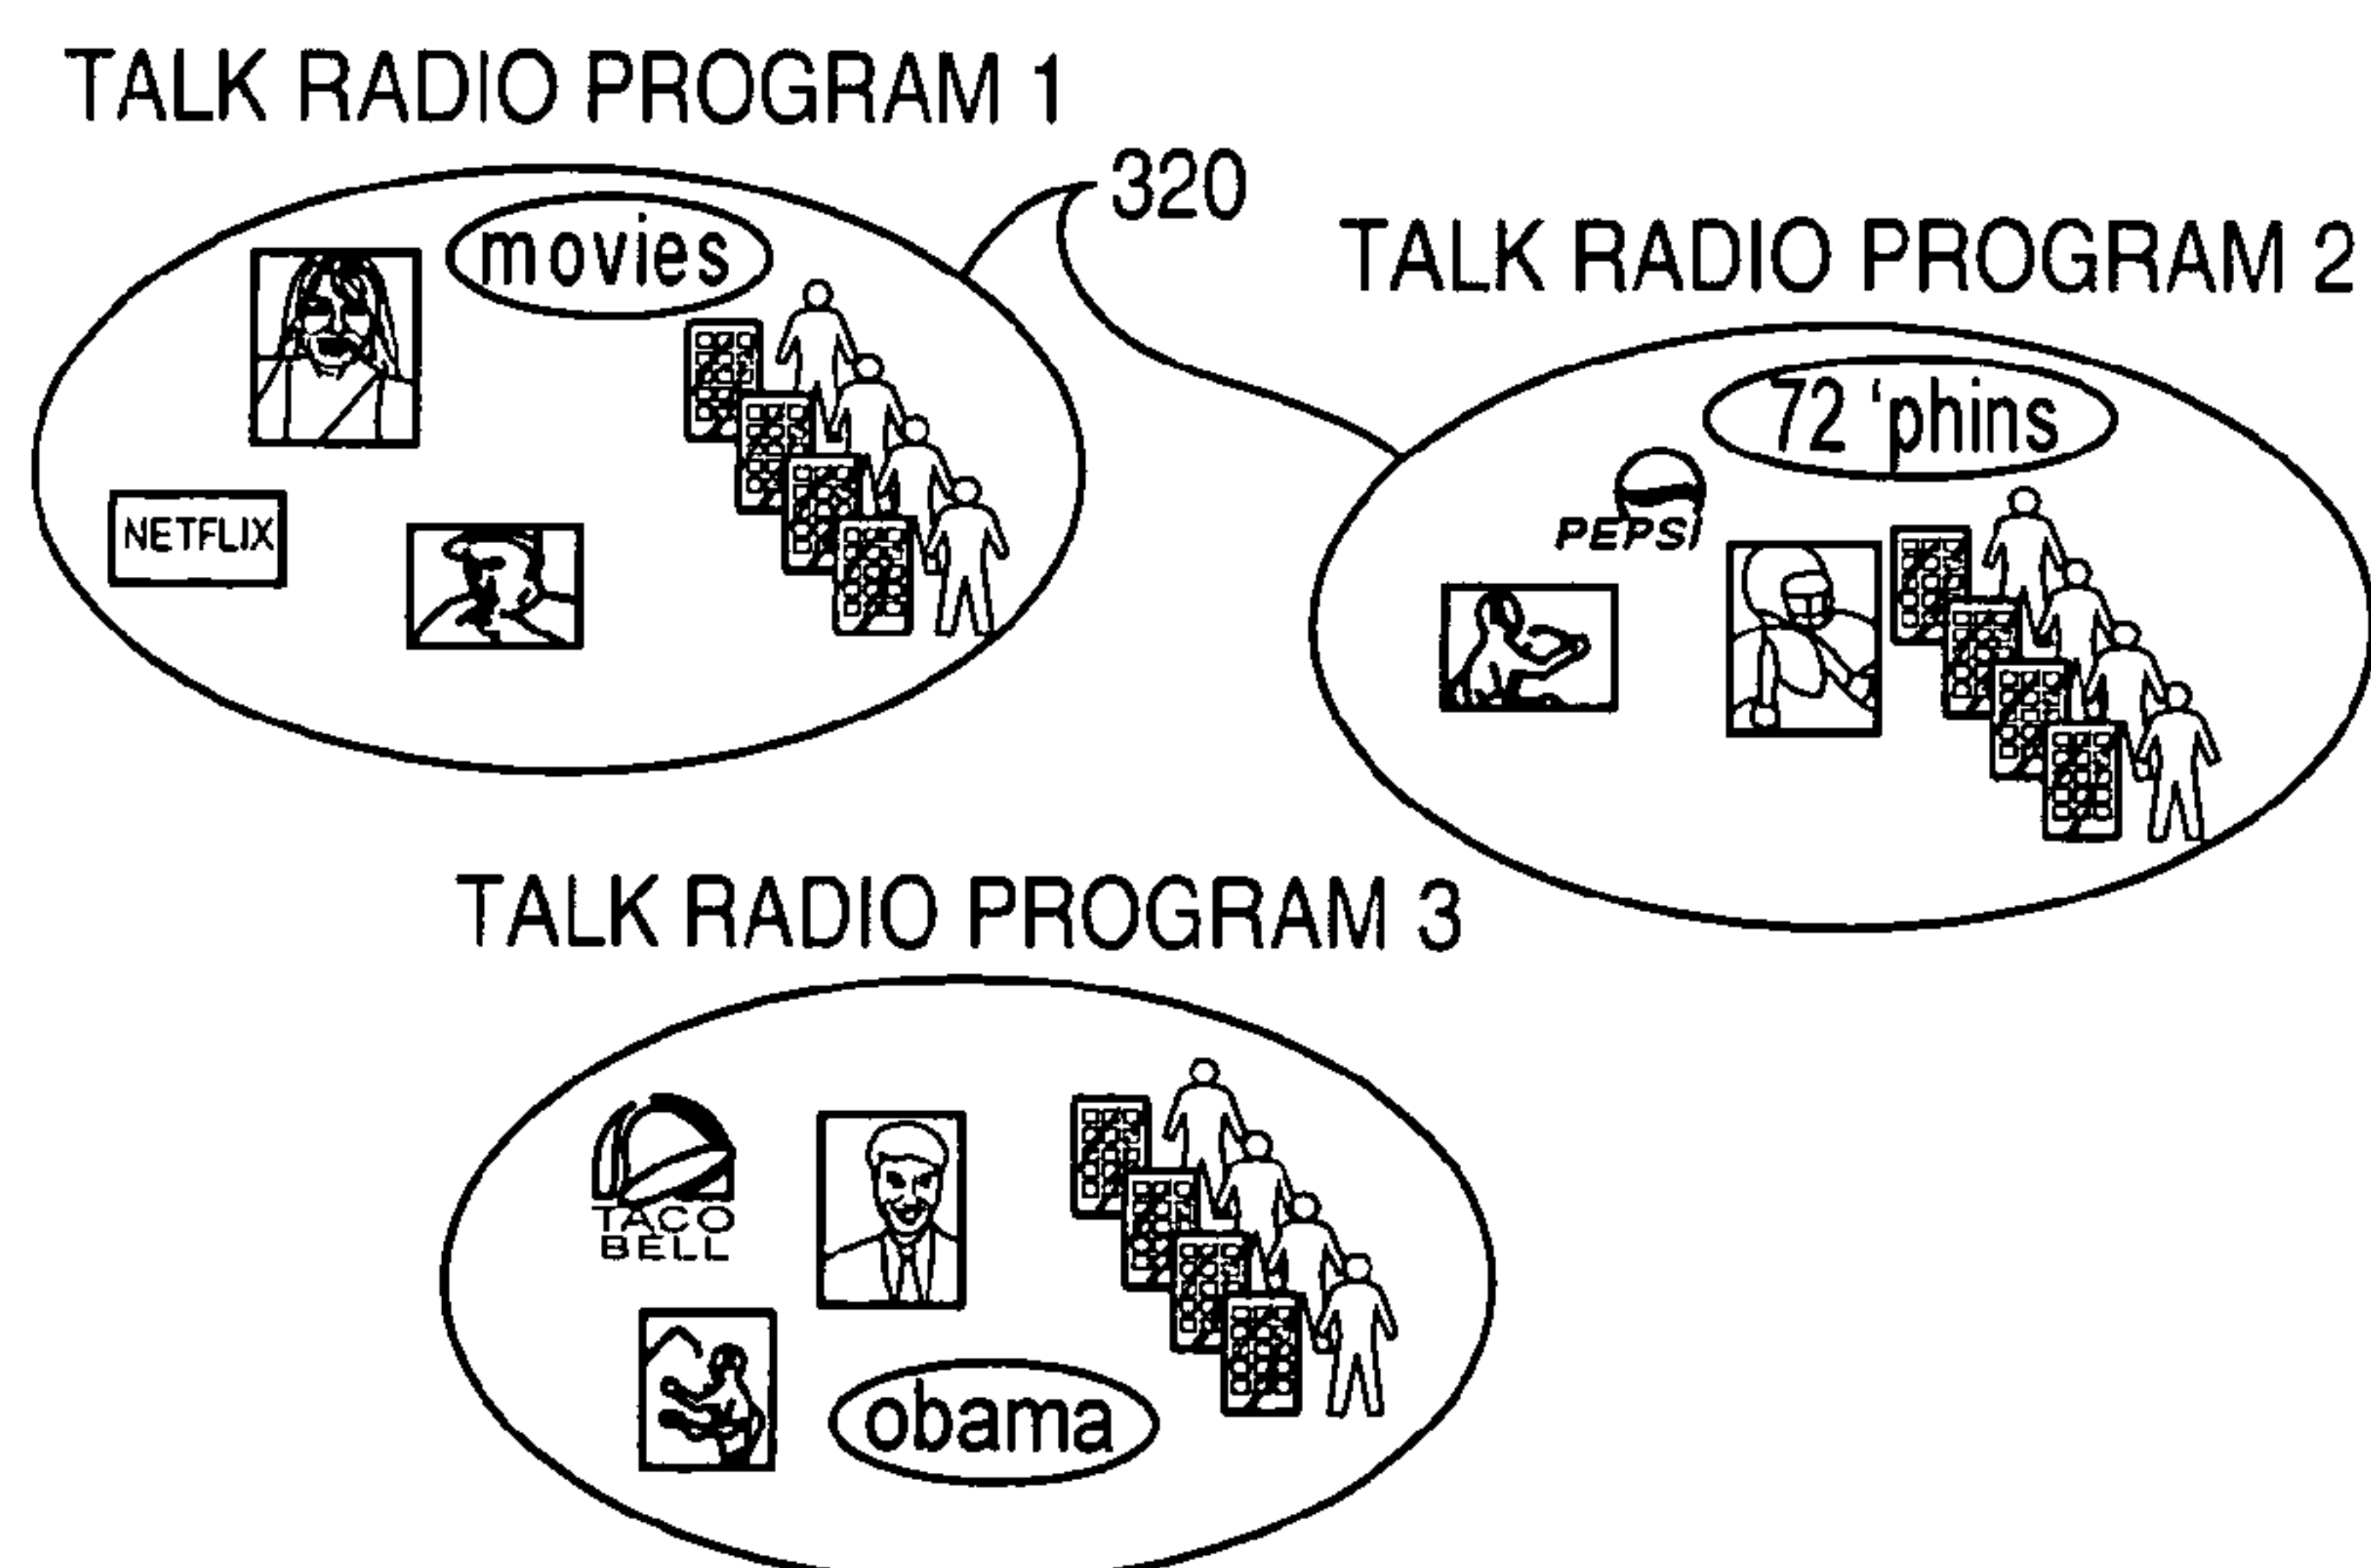 TALK RADIO PROGRAM 1
320
movies
NETFLIX
TALK RADIO PROGRAM 2
72 'phins
PEPSI
TALK RADIO PROGRAM 3
TACO
BELL
obama